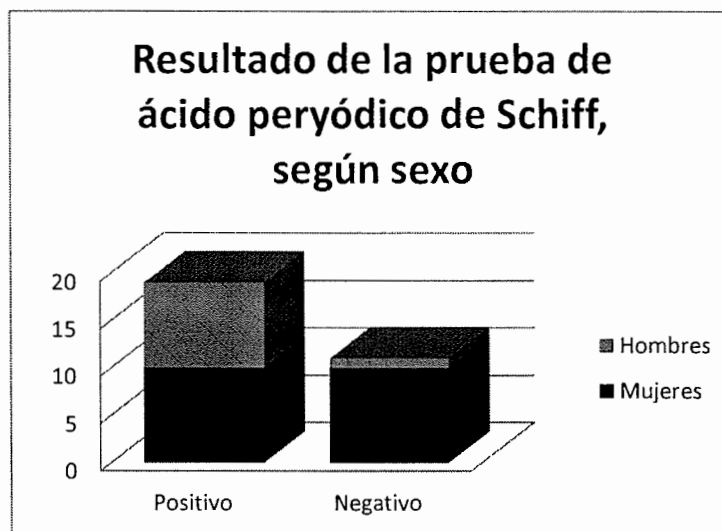 Resultado de la prueba de
ácido peryódico de Schiff,
según sexo
20
15
10
5
0
Positivo
Negativo
Hombres
Mujeres